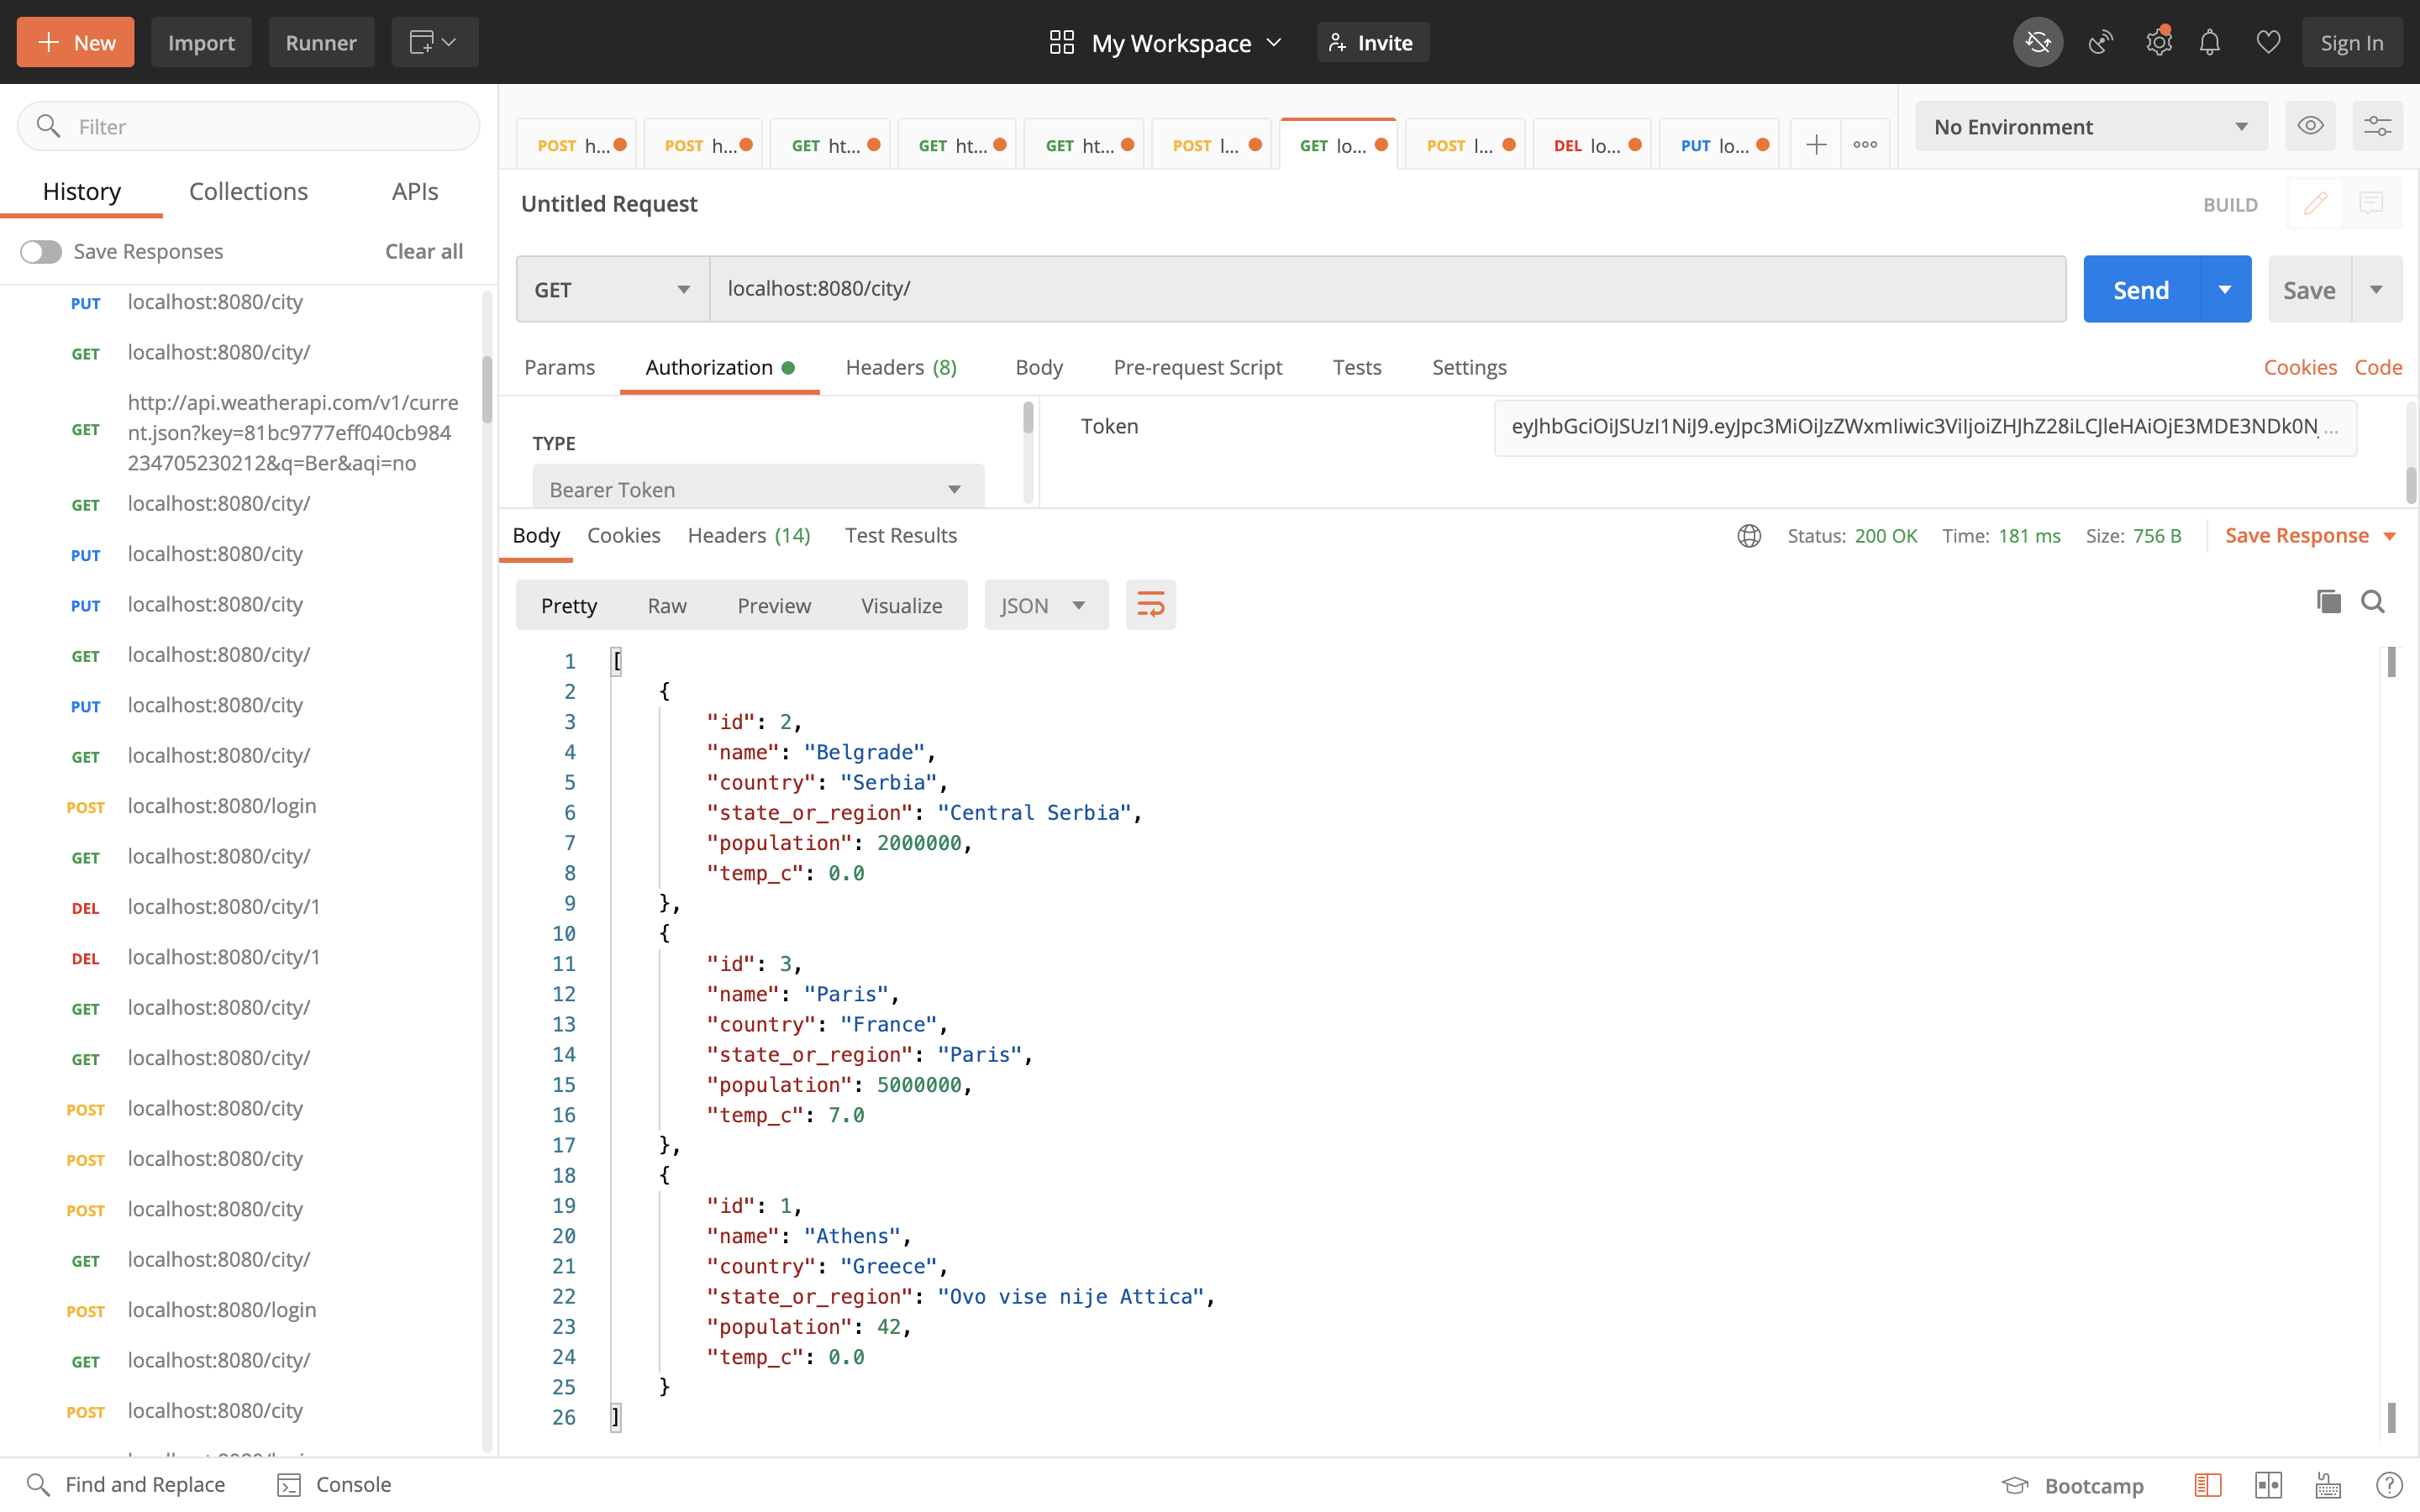 New Import Runner My Workspace Invite Sign In
Filter
History Collections APIs
Save Responses Clear all
PUT localhost:8080/city
GET localhost:8080/city/
GET http://api.weatherapi.com/v1/curre
nt.json?key=81bc9777eff040cb984
234705230212&q=Ber&aqi=no
GET localhost:8080/city/
PUT localhost:8080/city
PUT localhost:8080/city
GET localhost:8080/city/
PUT localhost:8080/city
GET localhost:8080/city/
POST localhost:8080/login
GET localhost:8080/city/
DEL localhost:8080/city/1
DEL localhost:8080/city/1
GET localhost:8080/city/
GET localhost:8080/city/
POST localhost:8080/city
POST localhost:8080/city
POST localhost:8080/city
GET localhost:8080/city/
POST localhost:8080/login
GET localhost:8080/city/
POST localhost:8080/city
POST h... POST h... GET ht... GET ht... GET ht... POST l... GET lo... POST l... DEL lo... PUT lo... No Environment
Untitled Request BUILD
GET localhost:8080/city/ Send Save
Params Authorization Headers (8) Body Pre-request Script Tests Settings Cookies Code
TYPE
Bearer Token
Token eyJhbGciOiJSUzI1NiJ9.eyJpc3MiOiJzZWxmIiwic3ViIjoiZHJhZ28iLCJleHAiOjE3MDE3NDk0N...
Body Cookies Headers (14) Test Results Status: 200 OK Time: 181 ms Size: 756 B Save Response
Pretty Raw Preview Visualize JSON
1 [
2 {
3 "id": 2,
4 "name": "Belgrade",
5 "country": "Serbia",
6 "state_or_region": "Central Serbia",
7 "population": 2000000,
8 "temp_c": 0.0
9 },
10 {
11 "id": 3,
12 "name": "Paris",
13 "country": "France",
14 "state_or_region": "Paris",
15 "population": 5000000,
16 "temp_c": 7.0
17 },
18 {
19 "id": 1,
20 "name": "Athens",
21 "country": "Greece",
22 "state_or_region": "Ovo vise nije Attica",
23 "population": 42,
24 "temp_c": 0.0
25 }
26 ]
Find and Replace Console Bootcamp